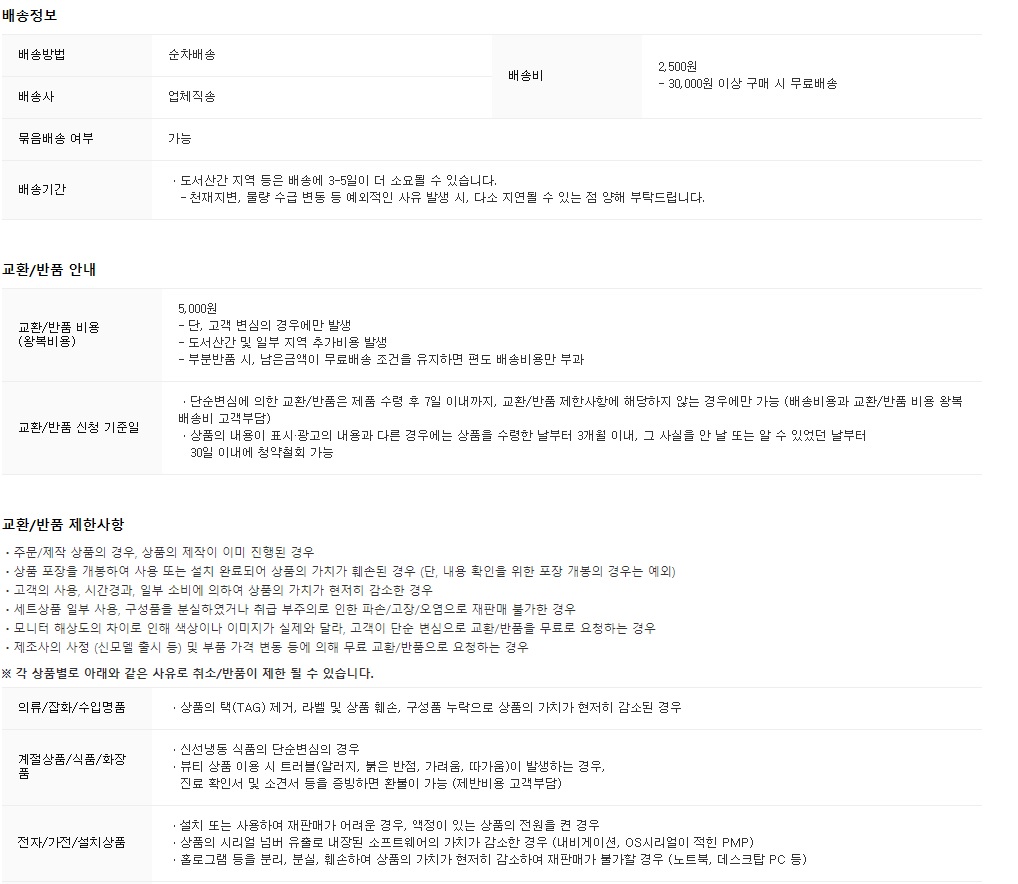 배송정보
배송방법
순차배송
배송비
2,500원
- 30,000원 이상 구매 시 무료배송
배송사
업체직송
묶음배송 여부
가능
배송기간
· 도서산간 지역 등은 배송에 3-5일이 더 소요될 수 있습니다.
- 천재지변, 물량 수급 변동 등 예외적인 사유 발생 시, 다소 지연될 수 있는 점 양해 부탁드립니다.
교환/반품 안내
교환/반품 비용
(왕복비용)
5,000원
- 단, 고객 변심의 경우에만 발생
- 도서산간 및 일부 지역 추가비용 발생
- 부분반품 시, 남은금액이 무료배송 조건을 유지하면 편도 배송비용만 부과
교환/반품 신청 기준일
· 단순변심에 의한 교환/반품은 제품 수령 후 7일 이내까지, 교환/반품 제한사항에 해당하지 않는 경우에만 가능 (배송비용과 교환/반품 비용 왕복
배송비 고객부담)
· 상품의 내용이 표시·광고의 내용과 다른 경우에는 상품을 수령한 날부터 3개월 이내, 그 사실을 안 날 또는 알 수 있었던 날부터
30일 이내에 청약철회 가능
교환/반품 제한사항
· 주문/제작 상품의 경우, 상품의 제작이 이미 진행된 경우
· 상품 포장을 개봉하여 사용 또는 설치 완료되어 상품의 가치가 훼손된 경우 (단, 내용 확인을 위한 포장 개봉의 경우는 예외)
· 고객의 사용, 시간경과, 일부 소비에 의하여 상품의 가치가 현저히 감소한 경우
· 세트상품 일부 사용, 구성품을 분실하였거나 취급 부주의로 인한 파손/고장/오염으로 재판매 불가한 경우
· 모니터 해상도의 차이로 인해 색상이나 이미지가 실제와 달라, 고객이 단순 변심으로 교환/반품을 무료로 요청하는 경우
· 제조사의 사정 (신모델 출시 등) 및 부품 가격 변동 등에 의해 무료 교환/반품으로 요청하는 경우
※ 각 상품별로 아래와 같은 사유로 취소/반품이 제한 될 수 있습니다.
의류/잡화/수입명품
· 상품의 택(TAG) 제거, 라벨 및 상품 훼손, 구성품 누락으로 상품의 가치가 현저히 감소된 경우
계절상품/식품/화장
품
· 신선냉동 식품의 단순변심의 경우
· 뷰티 상품 이용 시 트러블(알러지, 붉은 반점, 가려움, 따가움)이 발생하는 경우,
진료 확인서 및 소견서 등을 증빙하면 환불이 가능 (제반비용 고객부담)
전자/가전/설치상품
· 설치 또는 사용하여 재판매가 어려운 경우, 액정이 있는 상품의 전원을 켠 경우
· 상품의 시리얼 넘버 유출로 내장된 소프트웨어의 가치가 감소한 경우 (내비게이션, OS시리얼이 적힌 PMP)
· 홀로그램 등을 분리, 분실, 훼손하여 상품의 가치가 현저히 감소하여 재판매가 불가할 경우 (노트북, 데스크탑 PC 등)